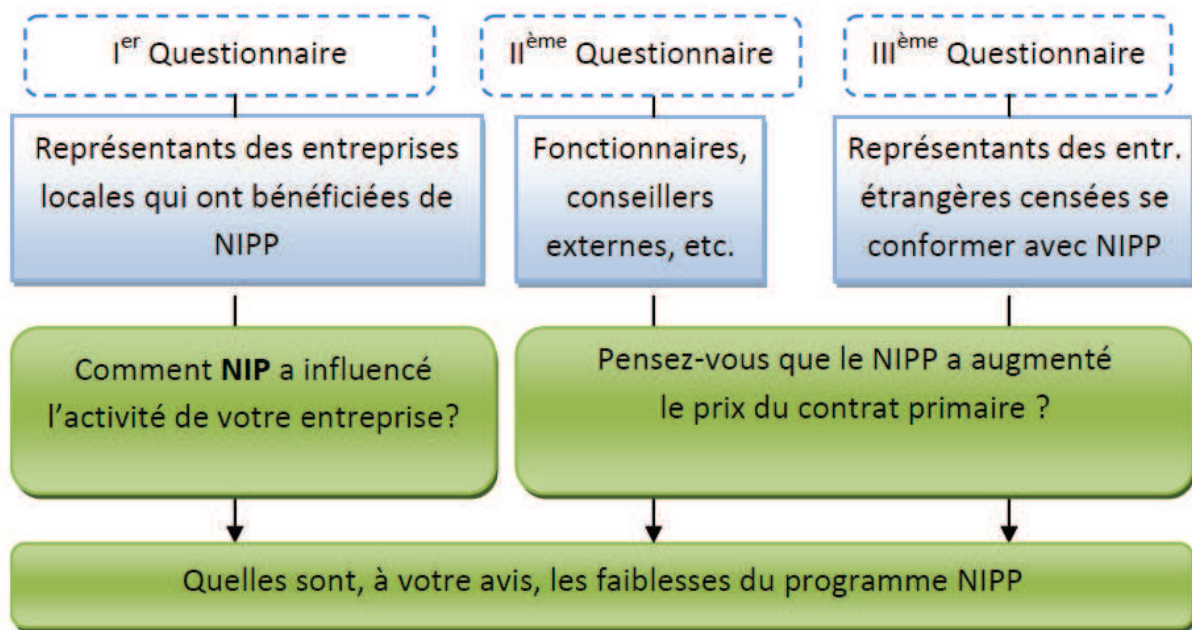 Ier Questionnaire
IIème Questionnaire
IIIème Questionnaire
Représentants des entreprises
locales qui ont bénéficiées de
NIPP
Fonctionnaires,
conseillers
externes, etc.
Représentants des entr.
étrangères censées se
conformer avec NIPP
Comment NIP a influencé
l'activité de votre entreprise?
Pensez-vous que le NIPP a augmenté
le prix du contrat primaire ?
Quelles sont, à votre avis, les faiblesses du programme NIPP